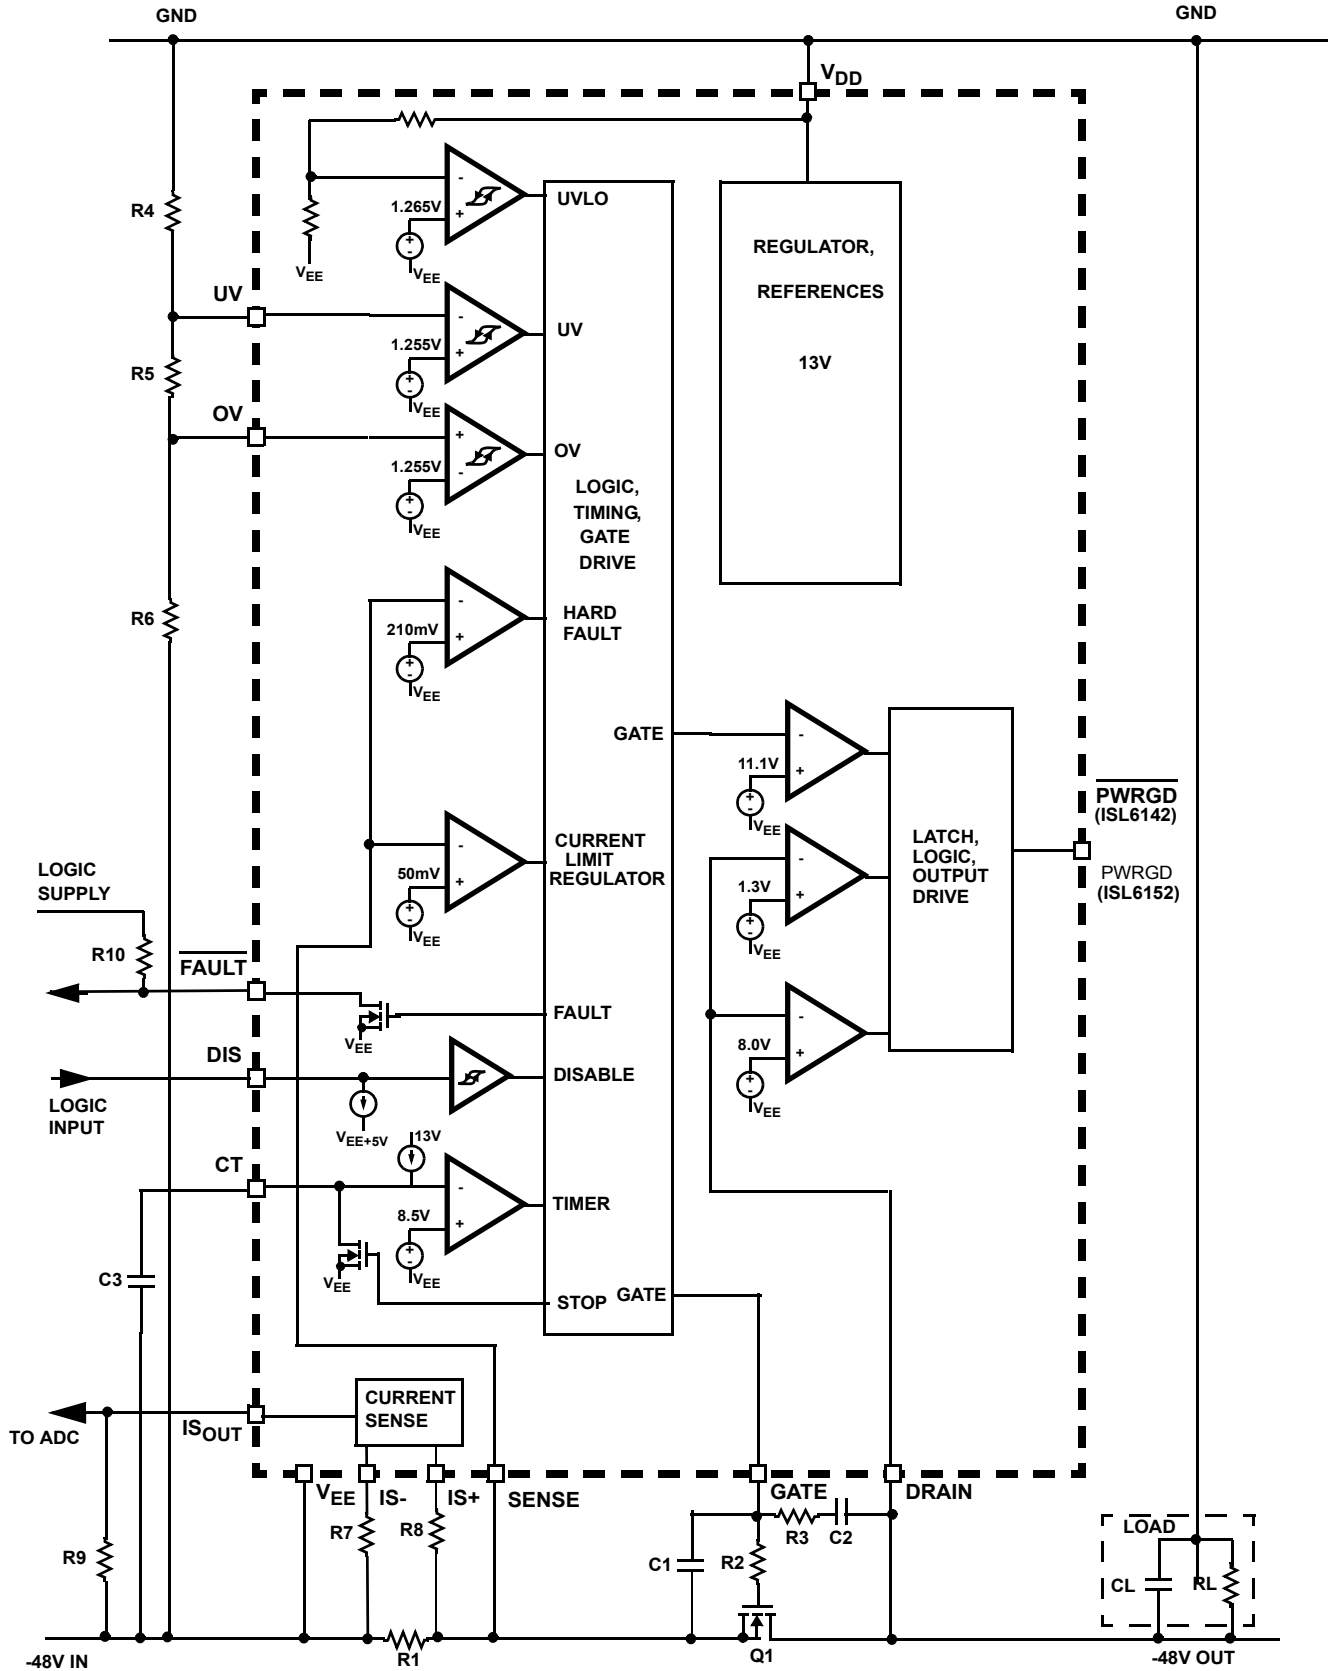 GND
GND
VDD
R4
1.265V
-
+
+
-
VEE
VEE
UVLO
REGULATOR,
REFERENCES
13V
UV
1.255V
-
+
+
-
VEE
UV
R5
OV
1.255V
+
-
+
-
VEE
OV
LOGIC,
TIMING,
GATE
DRIVE
R6
210mV
-
+
+
-
VEE
HARD
FAULT
GATE
11.1V
-
+
+
-
VEE
50mV
-
+
+
-
VEE
CURRENT
LIMIT
REGULATOR
1.3V
-
+
+
-
VEE
LATCH,
LOGIC,
OUTPUT
DRIVE
PWRGD
(ISL6142)
PWRGD
(ISL6152)
LOGIC
SUPPLY
R10
FAULT
VEE
FAULT
8.0V
-
+
+
-
VEE
DIS
LOGIC
INPUT
VEE+5V
DISABLE
CT
13V
8.5V
-
+
+
-
VEE
VEE
TIMER
C3
STOP
GATE
TO ADC
ISOUT
CURRENT
SENSE
VEE
IS-
IS+
SENSE
GATE
DRAIN
R9
R7
R8
C1
R2
R3
C2
LOAD
CL
RL
-48V IN
R1
Q1
-48V OUT